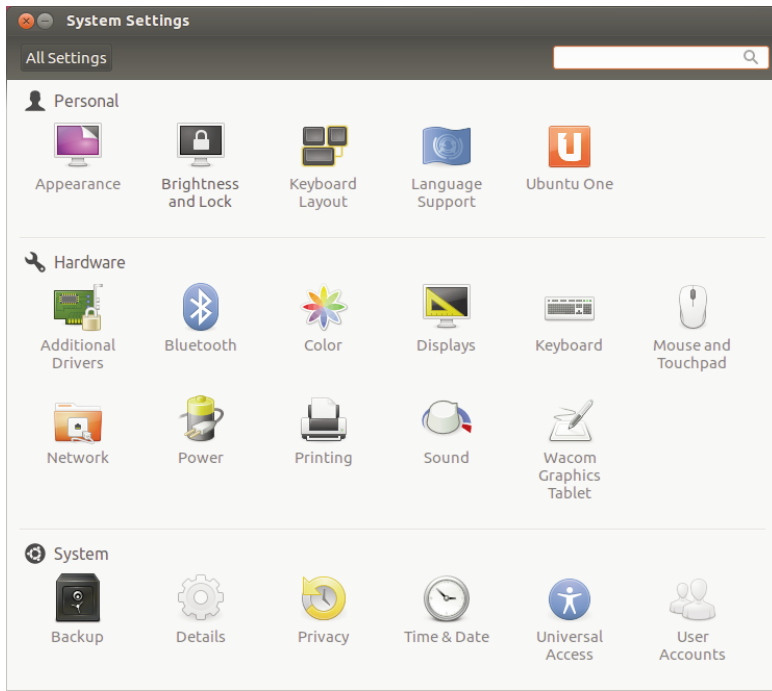 System Settings
All Settings
Personal
Appearance
Brightness
and Lock
Keyboard
Layout
Language
Support
Ubuntu One
Hardware
Additional
Drivers
Bluetooth
Color
Displays
Keyboard
Mouse and
Touchpad
Network
Power
Printing
Sound
Wacom
Graphics
Tablet
System
Backup
Details
Privacy
Time & Date
Universal
Access
User
Accounts